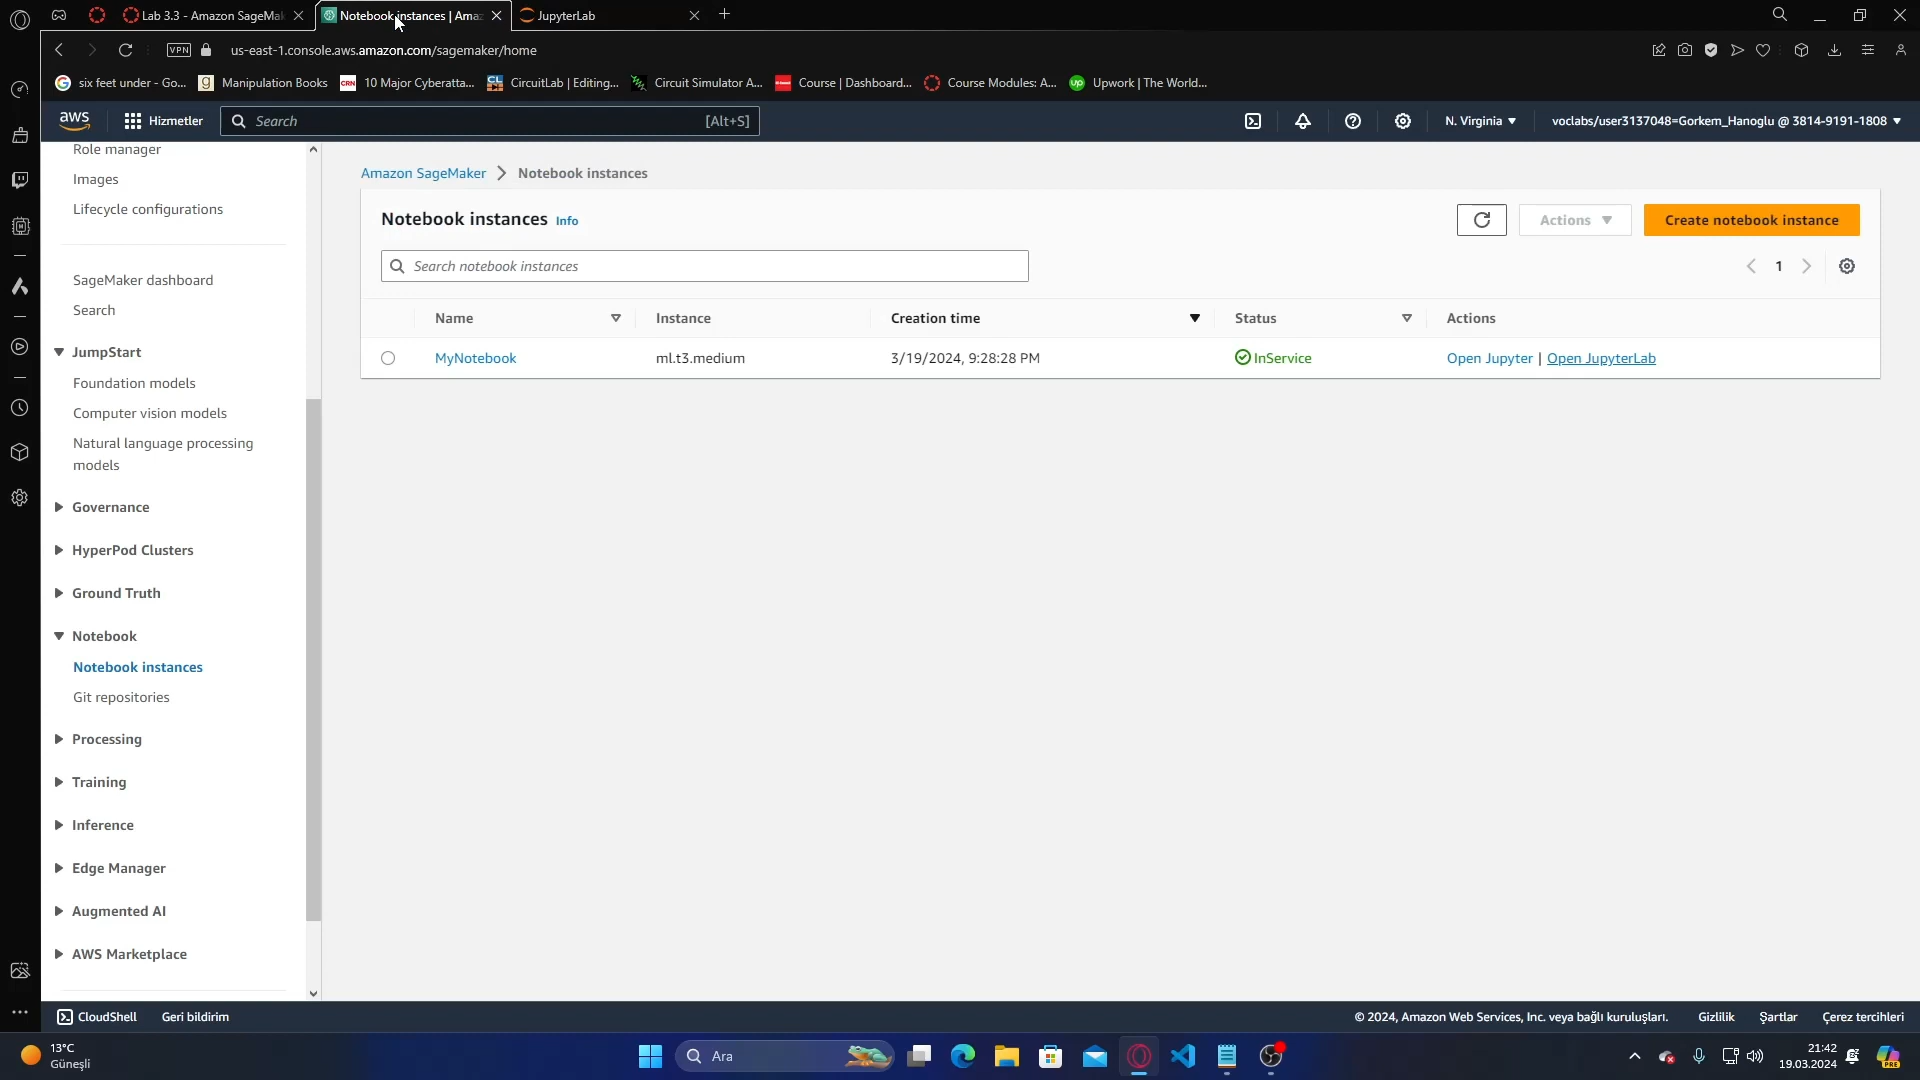 Lab 3.3 - Amazon SageMa
Notebook instances | Ama
JupyterLab
VPN
us-east-1.console.aws.amazon.com/sagemaker/home
six feet under - Go...
Manipulation Books
CRN
10 Major Cyberatta...
CL
CircuitLab | Editing...
Circuit Simulator A...
Course | Dashboard...
Course Modules: A...
up
Upwork | The World...
aws
Hizmetler
Search
[Alt+S]
N. Virginia
voclabs/user3137048=Gorkem_Hanoglu @ 3814-9191-1808
Role manager
Images
Lifecycle configurations
SageMaker dashboard
Search
JumpStart
Foundation models
Computer vision models
Natural language processing
models
Governance
HyperPod Clusters
Ground Truth
Notebook
Notebook instances
Git repositories
Processing
Training
Inference
Edge Manager
Augmented AI
AWS Marketplace
Amazon SageMaker
Notebook instances
Notebook instances Info
Actions
Create notebook instance
Search notebook instances
1
Name
Instance
Creation time
Status
Actions
MyNotebook
ml.t3.medium
3/19/2024, 9:28:28 PM
InService
Open Jupyter | Open JupyterLab
CloudShell
Geri bildirim
© 2024, Amazon Web Services, Inc. veya bağlı kuruluşları.
Gizlilik
Şartlar
Çerez tercihleri
13°C
Güneşli
Ara
21:42
19.03.2024
PRE